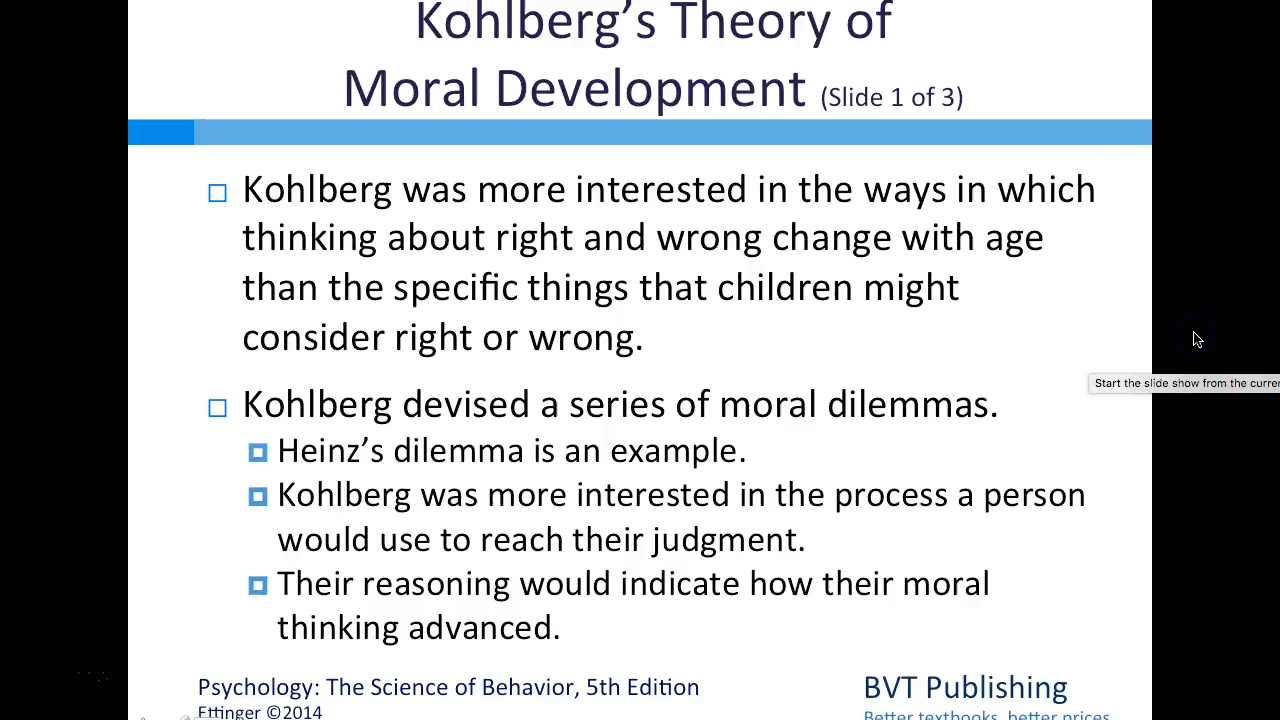 Kohlberg’s Theory of
Moral Development (Slide 1 of 3)
□ Kohlberg was more interested in the ways in which
thinking about right and wrong change with age
than the specific things that children might
consider right or wrong.
□ Kohlberg devised a series of moral dilemmas.
Heinz’s dilemma is an example.
Kohlberg was more interested in the process a person
would use to reach their judgment.
Their reasoning would indicate how their moral
thinking advanced.
Start the slide show from the curren
Psychology: The Science of Behavior, 5th Edition
Ettinger ©2014
BVT Publishing
Better textbooks, better prices